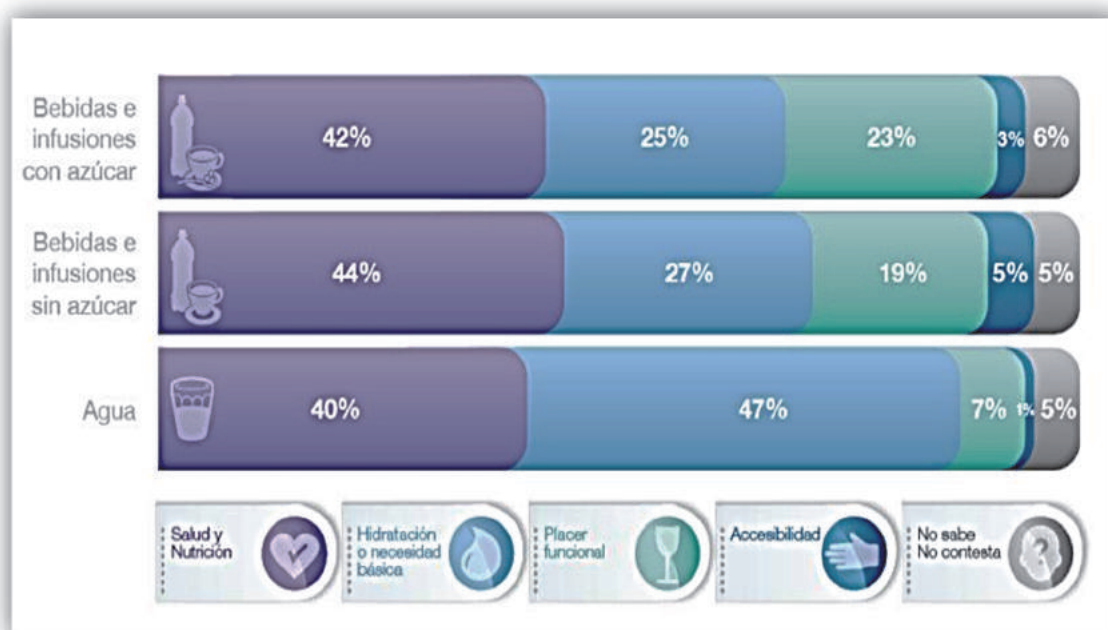 Bebidas e
infusiones
con azúcar
42%
25%
23%
3%
6%
Bebidas e
infusiones
sin azúcar
44%
27%
19%
5%
5%
Agua
40%
47%
7%
1%
5%
Salud y
Nutrición
Hidratación
o necesidad
básica
Placer
funcional
Accesibilidad
No sabe
No contesta